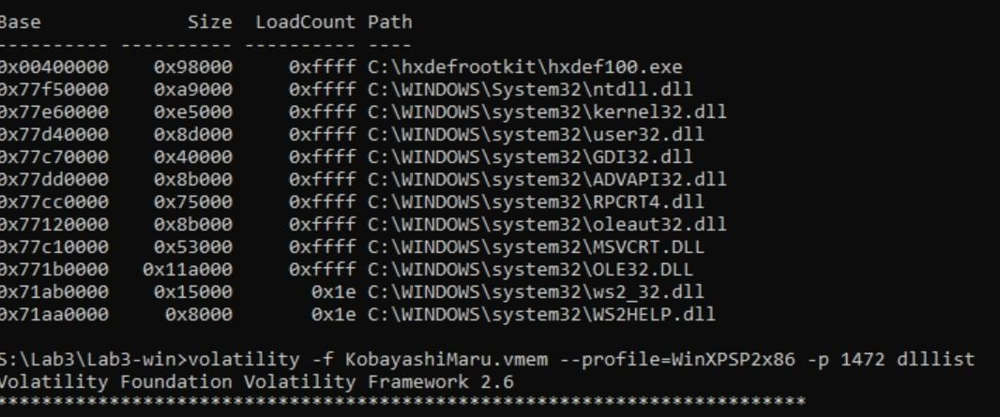 Base Size LoadCount Path
---------- ---------- ---------- ----
0x00400000 0x98000 0xffff C:\hxdefrootkit\hxdef100.exe
0x77f50000 0xa9000 0xffff C:\WINDOWS\System32\ntdll.dll
0x77e60000 0xe5000 0xffff C:\WINDOWS\system32\kernel32.dll
0x77d40000 0x8d000 0xffff C:\WINDOWS\system32\user32.dll
0x77c70000 0x40000 0xffff C:\WINDOWS\system32\GDI32.dll
0x77dd0000 0x8b000 0xffff C:\WINDOWS\system32\ADVAPI32.dll
0x77cc0000 0x75000 0xffff C:\WINDOWS\system32\RPCRT4.dll
0x77120000 0x8b000 0xffff C:\WINDOWS\system32\oleaut32.dll
0x77c10000 0x53000 0xffff C:\WINDOWS\system32\MSVCRT.DLL
0x771b0000 0x11a000 0xffff C:\WINDOWS\system32\OLE32.DLL
0x71ab0000 0x15000 0x1e C:\WINDOWS\system32\ws2_32.dll
0x71aa0000 0x8000 0x1e C:\WINDOWS\system32\WS2HELP.dll
S:\Lab3\Lab3-win>volatility -f KobayashiMaru.vmem --profile=WinXPSP2x86 -p 1472 dlllist
Volatility Foundation Volatility Framework 2.6
************************************************************************